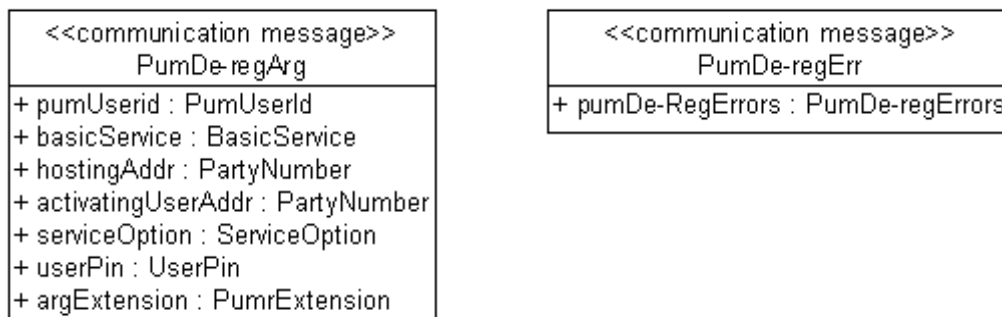 <<communication message>>
PumDe-regArg
+ pumUserid : PumUserId
+ basicService : BasicService
+ hostingAddr : PartyNumber
+ activatingUserAddr : PartyNumber
+ serviceOption : ServiceOption
+ userPin : UserPin
+ argExtension : PumrExtension
<<communication message>>
PumDe-regErr
+ pumDe-RegErrors : PumDe-regErrors